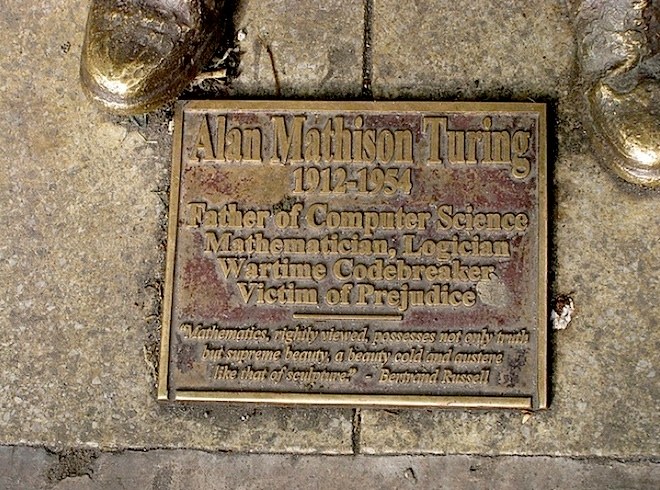 Alan Mathison Turing
1912-1954
Father of Computer Science
Mathematician, Logician
Wartime Codebreaker
Victim of Prejudice
"Mathematics, rightly viewed, possesses not only truth
but supreme beauty, a beauty cold and austere
like that of sculpture." - Bertrand Russell